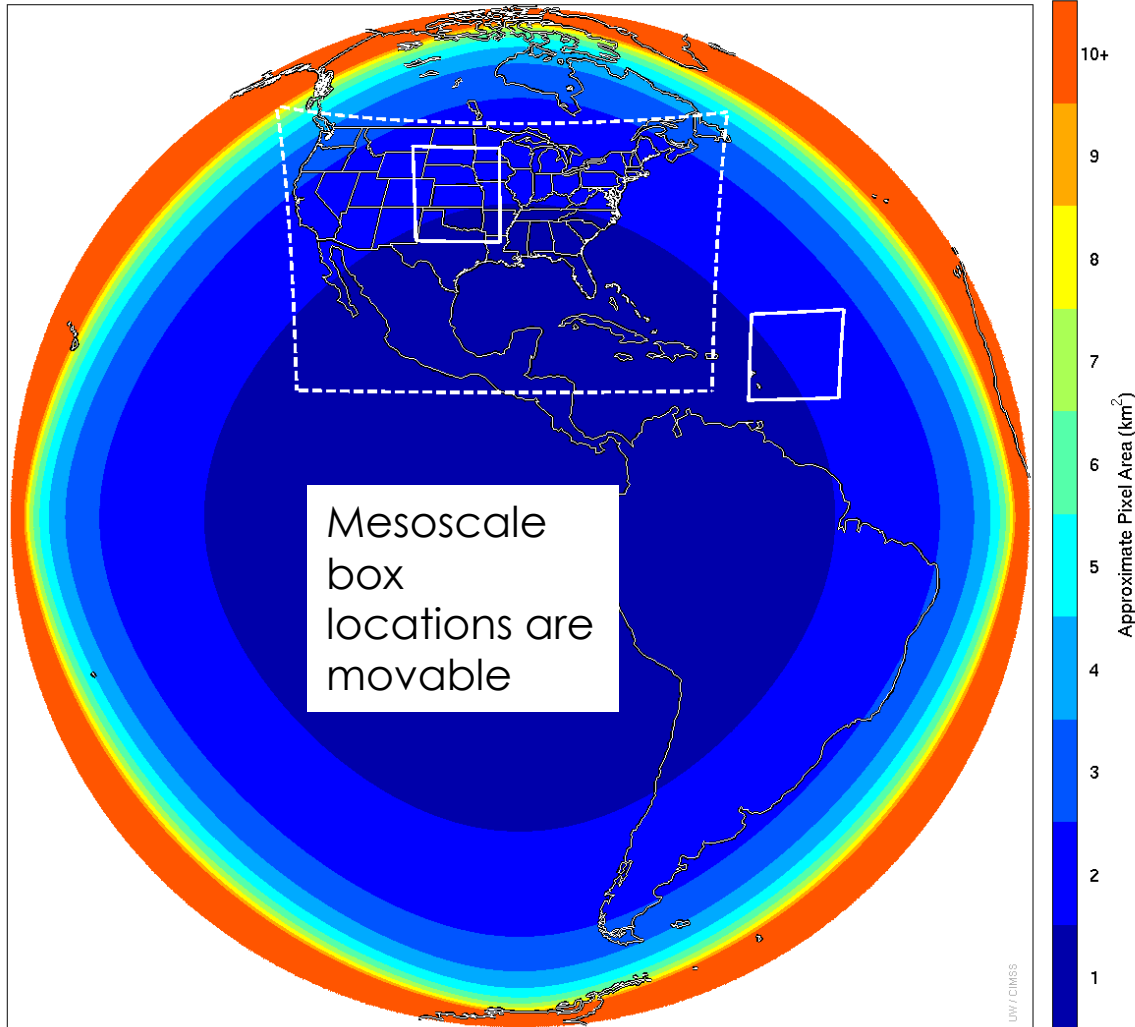 Mesoscale
box
locations are
movable
10+
9
8
7
6
5
4
3
2
1
Approximate Pixel Area (km²)
UW / CIMSS